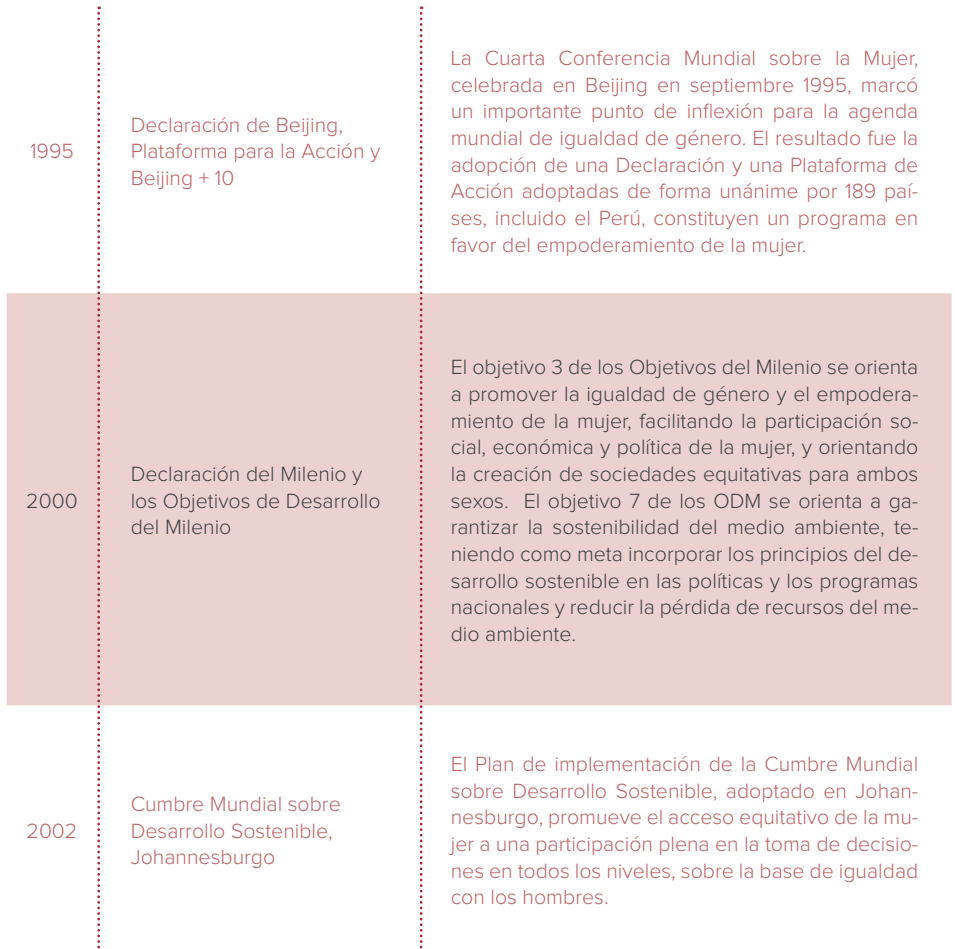 1995
Declaración de Beijing,
Plataforma para la Acción y
Beijing + 10
La Cuarta Conferencia Mundial sobre la Mujer,
celebrada en Beijing en septiembre 1995, marcó
un importante punto de inflexión para la agenda
mundial de igualdad de género. El resultado fue la
adopción de una Declaración y una Plataforma de
Acción adoptadas de forma unánime por 189 paí-
ses, incluido el Perú, constituyen un programa en
favor del empoderamiento de la mujer.
2000
Declaración del Milenio y
los Objetivos de Desarrollo
del Milenio
El objetivo 3 de los Objetivos del Milenio se orienta
a promover la igualdad de género y el empodera-
miento de la mujer, facilitando la participación so-
cial, económica y política de la mujer, y orientando
la creación de sociedades equitativas para ambos
sexos. El objetivo 7 de los ODM se orienta a ga-
rantizar la sostenibilidad del medio ambiente, te-
niendo como meta incorporar los principios del de-
sarrollo sostenible en las políticas y los programas
nacionales y reducir la pérdida de recursos del me-
dio ambiente.
2002
Cumbre Mundial sobre
Desarrollo Sostenible,
Johannesburgo
El Plan de implementación de la Cumbre Mundial
sobre Desarrollo Sostenible, adoptado en Johan-
nesburgo, promueve el acceso equitativo de la mu-
jer a una participación plena en la toma de decisio-
nes en todos los niveles, sobre la base de igualdad
con los hombres.